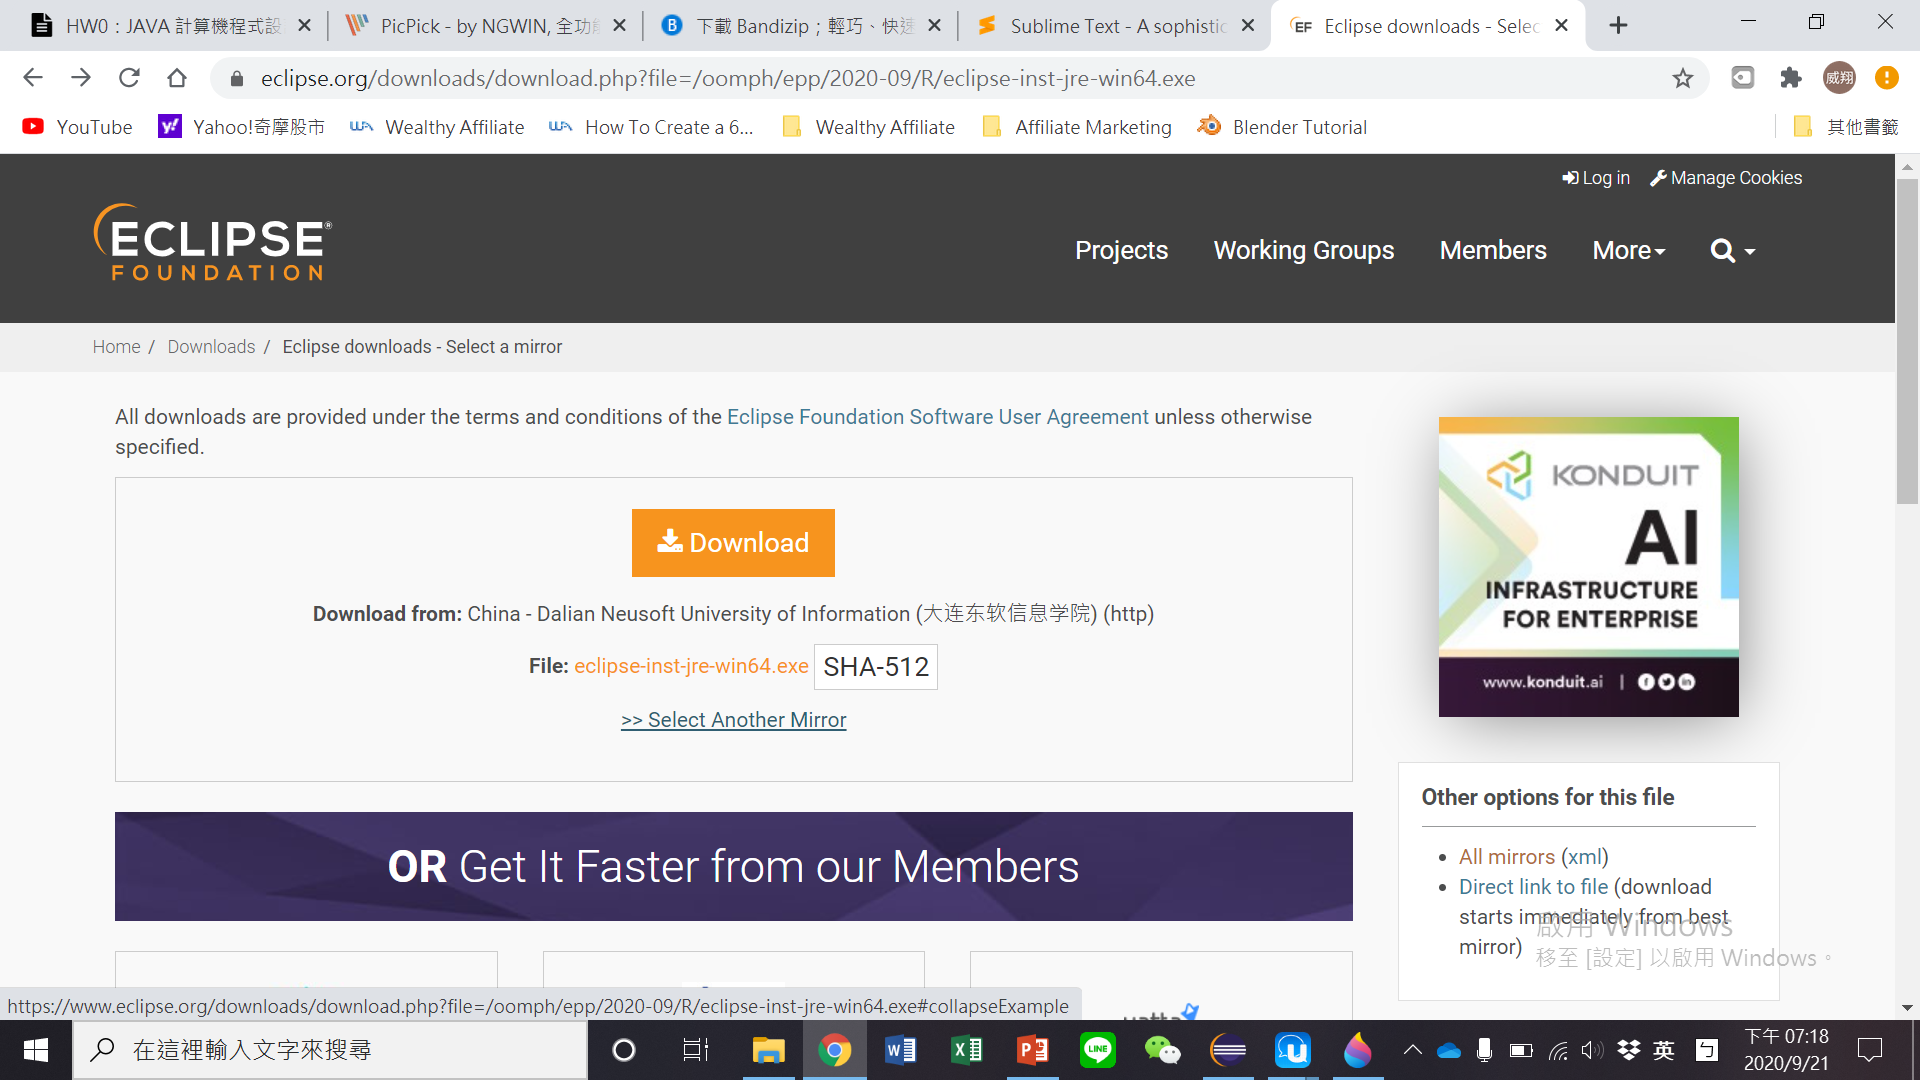 HW0：JAVA 計算機程式設
PicPick - by NGWIN, 全功能
下載 Bandizip；輕巧、快速
Sublime Text - A sophistic
Eclipse downloads - Selec
eclipse.org/downloads/download.php?file=/oomph/epp/2020-09/R/eclipse-inst-jre-win64.exe
威翔
YouTube
Yahoo!奇摩股市
Wealthy Affiliate
How To Create a 6...
Wealthy Affiliate
Affiliate Marketing
Blender Tutorial
其他書籤
Log in
Manage Cookies
ECLIPSE®
FOUNDATION
Projects
Working Groups
Members
More
Home / Downloads / Eclipse downloads - Select a mirror
All downloads are provided under the terms and conditions of the Eclipse Foundation Software User Agreement unless otherwise
specified.
Download
Download from: China - Dalian Neusoft University of Information (大连东软信息学院) (http)
File: eclipse-inst-jre-win64.exe SHA-512
>> Select Another Mirror
OR Get It Faster from our Members
KONDUIT
AI
INFRASTRUCTURE
FOR ENTERPRISE
www.konduit.ai |
Other options for this file
All mirrors (xml)
Direct link to file (download
starts immediately from best
mirror)
啟用 Windows
移至 [設定] 以啟用 Windows。
yatta
https://www.eclipse.org/downloads/download.php?file=/oomph/epp/2020-09/R/eclipse-inst-jre-win64.exe#collapseExample
在這裡輸入文字來搜尋
LINE
英
下午 07:18
2020/9/21